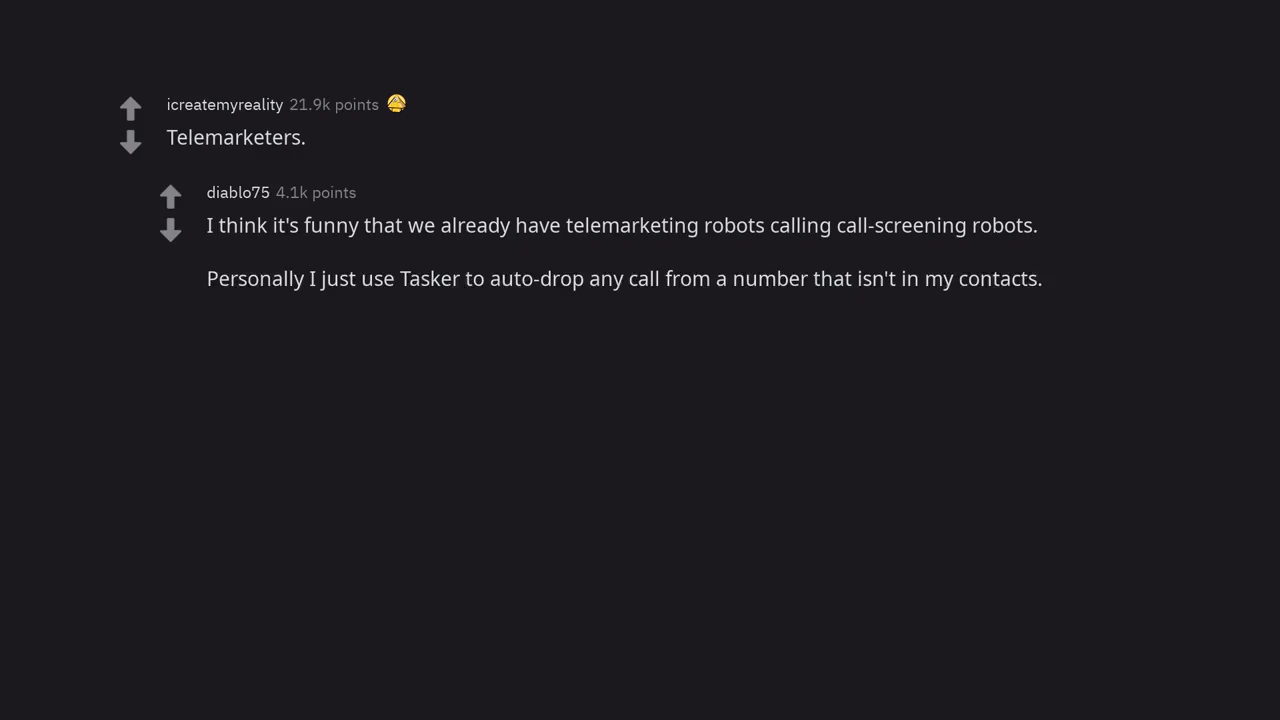 icreatemyreality 21.9k points
Telemarketers.
diablo75 4.1k points
I think it's funny that we already have telemarketing robots calling call-screening robots.
Personally I just use Tasker to auto-drop any call from a number that isn't in my contacts.